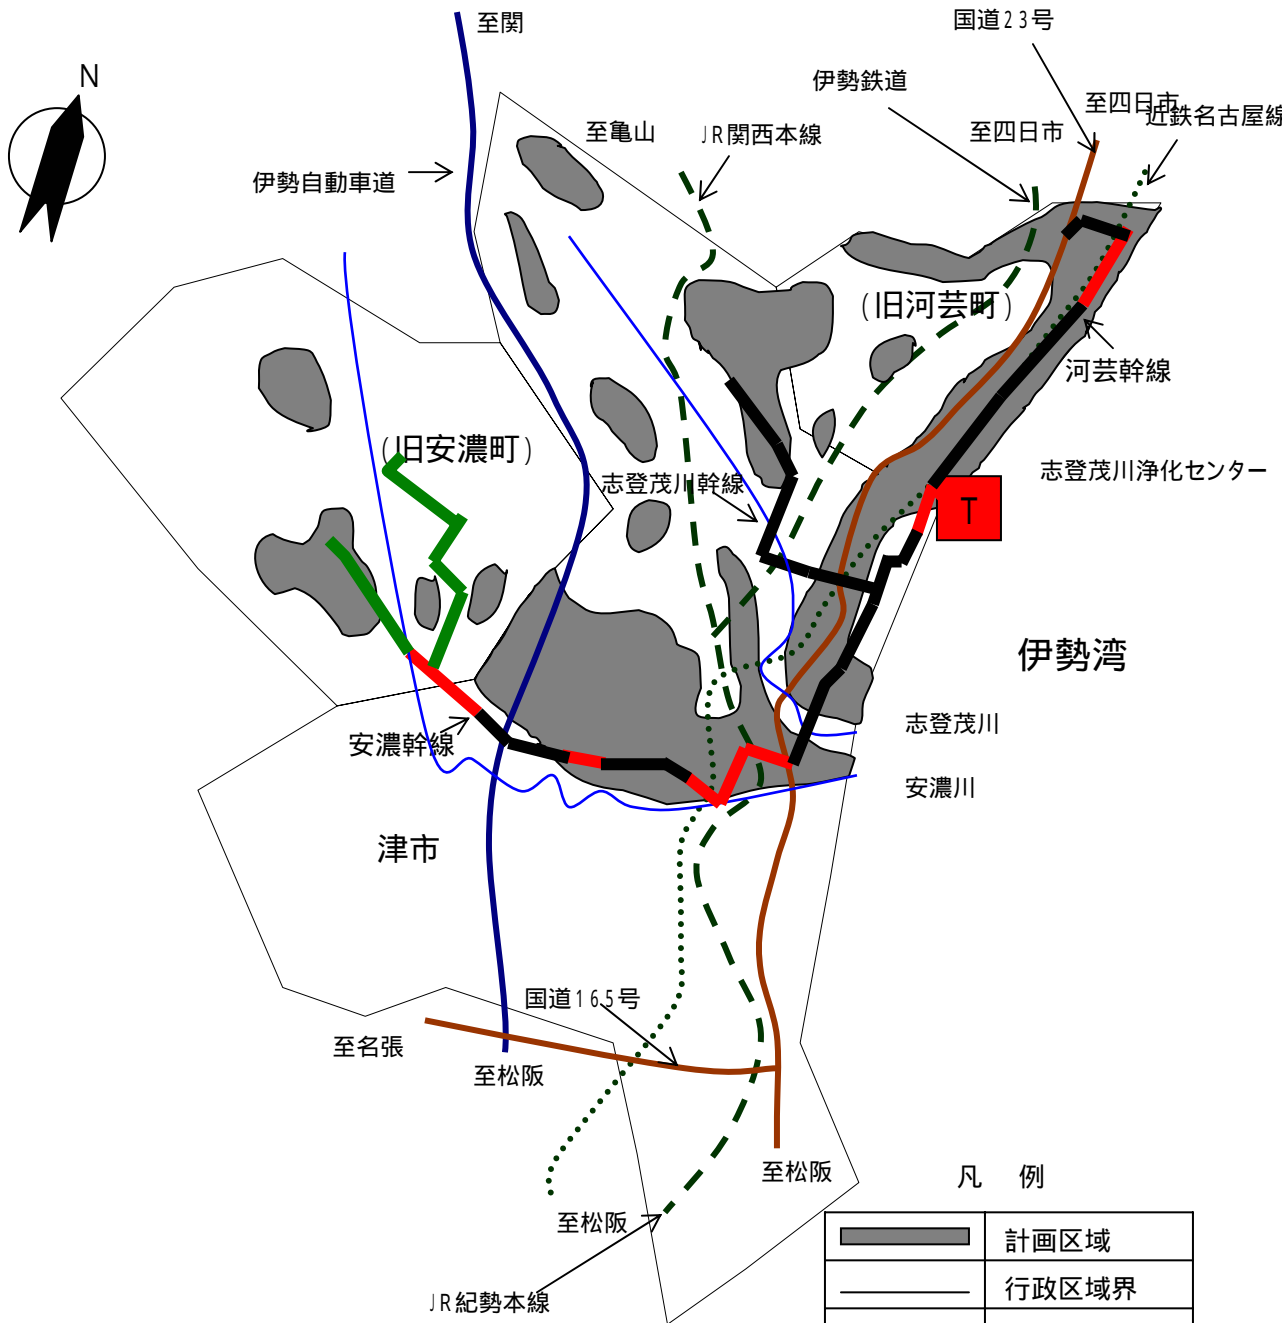 至関
国道23号
N
伊勢鉄道
至四日市
近鉄名古屋線
至亀山
JR関西本線
至四日市
伊勢自動車道
(旧河芸町)
河芸幹線
(旧安濃町)
志登茂川浄化センター
志登茂川幹線
T
伊勢湾
志登茂川
安濃幹線
安濃川
津市
国道165号
至名張
至松阪
至松阪
至松阪
JR紀勢本線
凡 例
計画区域
行政区域界